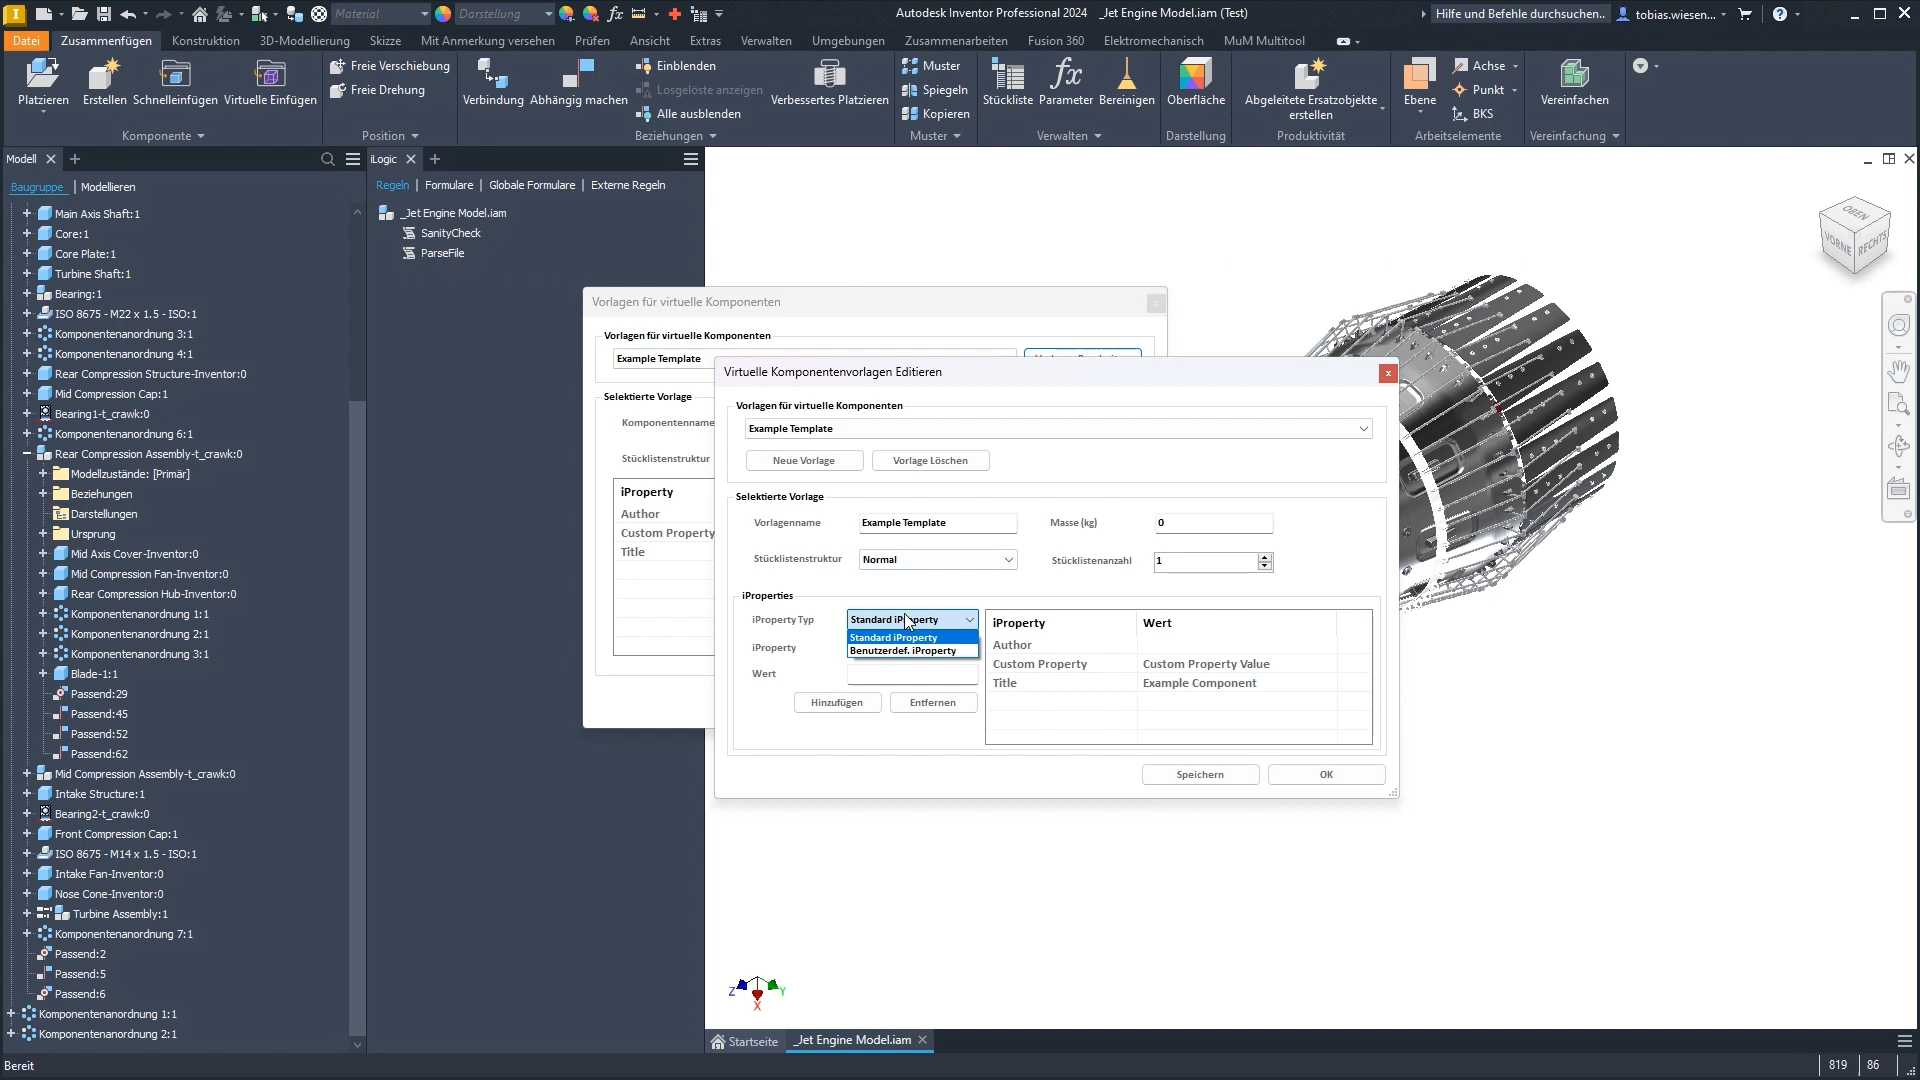 Material
Darstellung
Autodesk Inventor Professional 2024 _Jet Engine Model.iam (Test)
Hilfe und Befehle durchsuchen..
tobias.wiesen...
Datei
Zusammenfügen
Konstruktion
3D-Modellierung
Skizze
Mit Anmerkung versehen
Prüfen
Ansicht
Extras
Verwalten
Umgebungen
Zusammenarbeiten
Fusion 360
Elektromechanisch
MuM Multitool
Platzieren
Erstellen
Schnelleinfügen
Virtuelle Einfügen
Komponente
Freie Verschiebung
Freie Drehung
Position
Verbindung
Abhängig machen
Einblenden
Losgelöste anzeigen
Alle ausblenden
Verbessertes Platzieren
Beziehungen
Muster
Spiegeln
Kopieren
Muster
Stückliste
Parameter
Bereinigen
Verwalten
Oberfläche
Darstellung
Abgeleitete Ersatzobjekte
erstellen
Produktivität
Ebene
Achse
Punkt
BKS
Arbeitselemente
Vereinfachen
Vereinfachung
Modell
Baugruppe | Modellieren
Main Axis Shaft:1
Core:1
Core Plate:1
Turbine Shaft:1
Bearing:1
ISO 8675 - M22 x 1.5 - ISO:1
Komponentenanordnung 3:1
Komponentenanordnung 4:1
Rear Compression Structure-Inventor:0
Mid Compression Cap:1
Bearing1-t_crawk:0
Komponentenanordnung 6:1
Rear Compression Assembly-t_crawk:0
Modellzustände: [Primär]
Beziehungen
Darstellungen
Ursprung
Mid Axis Cover-Inventor:0
Mid Compression Fan-Inventor:0
Rear Compression Hub-Inventor:0
Komponentenanordnung 1:1
Komponentenanordnung 2:1
Komponentenanordnung 3:1
Blade-1:1
Passend:29
Passend:45
Passend:52
Passend:62
Mid Compression Assembly-t_crawk:0
Intake Structure:1
Bearing2-t_crawk:0
Front Compression Cap:1
ISO 8675 - M14 x 1.5 - ISO:1
Intake Fan-Inventor:0
Nose Cone-Inventor:0
Turbine Assembly:1
Komponentenanordnung 7:1
Passend:2
Passend:5
Passend:6
Komponentenanordnung 1:1
Komponentenanordnung 2:1
iLogic
Regeln | Formulare | Globale Formulare | Externe Regeln
_Jet Engine Model.iam
SanityCheck
ParseFile
Vorlagen für virtuelle Komponenten
Vorlagen für virtuelle Komponenten
Example Template
Selektierte Vorlage
Komponentenname
Stücklistenstruktur
iProperty
Author
Custom Property
Title
Virtuelle Komponentenvorlagen Editieren
Vorlagen für virtuelle Komponenten
Example Template
Neue Vorlage
Vorlage Löschen
Selektierte Vorlage
Vorlagenname
Example Template
Masse (kg)
0
Stücklistenstruktur
Normal
Stücklistenanzahl
1
iProperties
iProperty Typ
Standard iProperty
Standard iProperty
Benutzerdef. iProperty
iProperty
Wert
Hinzufügen
Entfernen
iProperty Wert
Author
Custom Property Custom Property Value
Title Example Component
Speichern
OK
OBEN
VORNE
RECHTS
Z
Y
X
Startseite
_Jet Engine Model.iam
Bereit
819
86